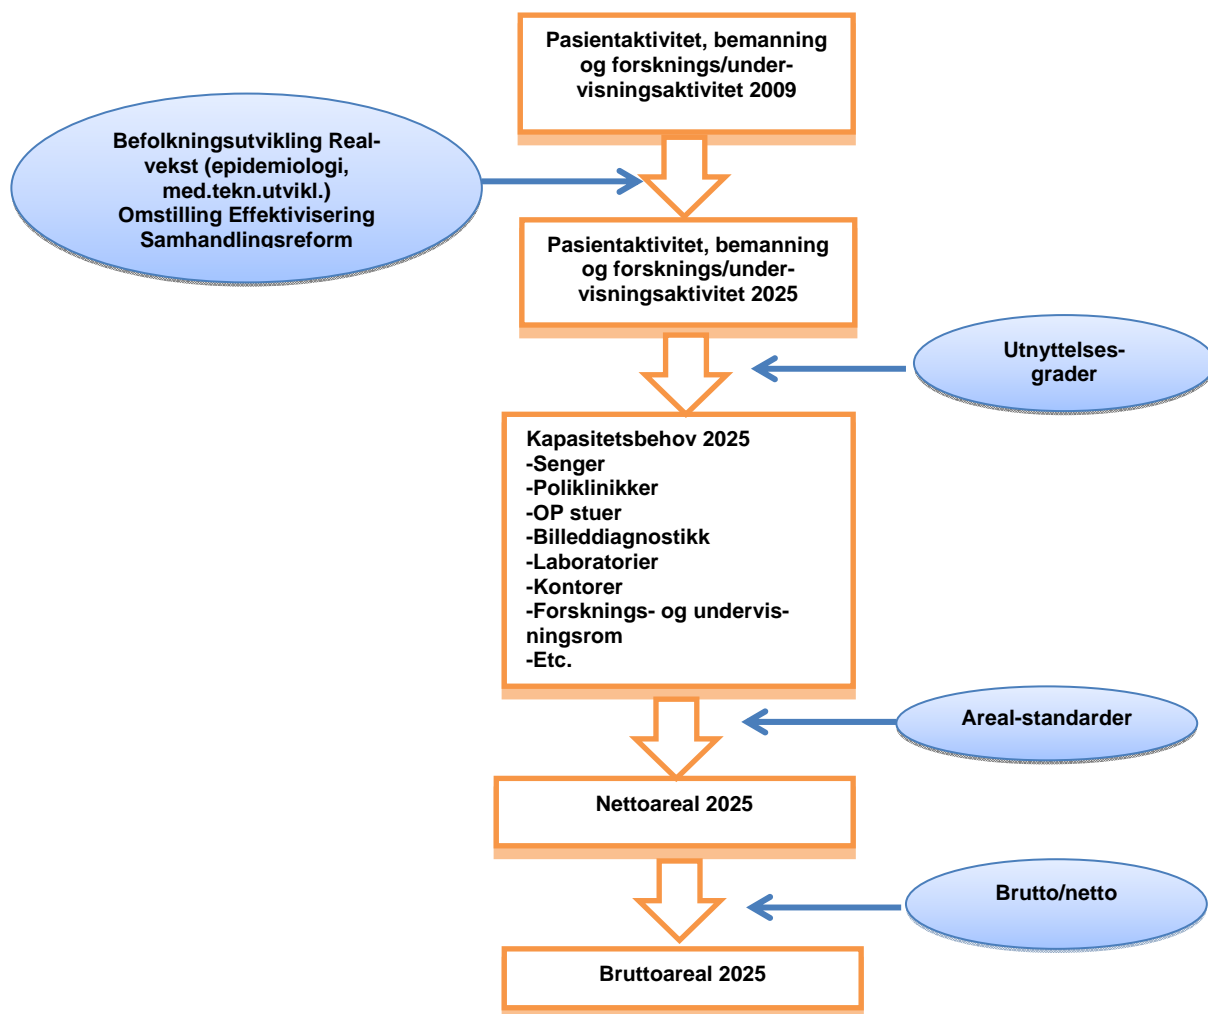 Pasientaktivitet, bemanning
og forsknings/under-
visningsaktivitet 2009
Befolkningsutvikling Real-
vekst (epidemiologi,
med.tekn.utvikl.)
Omstilling Effektivisering
Samhandlingsreform
Pasientaktivitet, bemanning
og forsknings/under-
visningsaktivitet 2025
Utnyttelses-
grader
Kapasitetsbehov 2025
-Senger
-Poliklinikker
-OP stuer
-Billeddiagnostikk
-Laboratorier
-Kontorer
-Forsknings- og undervis-
ningsrom
-Etc.
Areal-standarder
Nettoareal 2025
Brutto/netto
Bruttoareal 2025